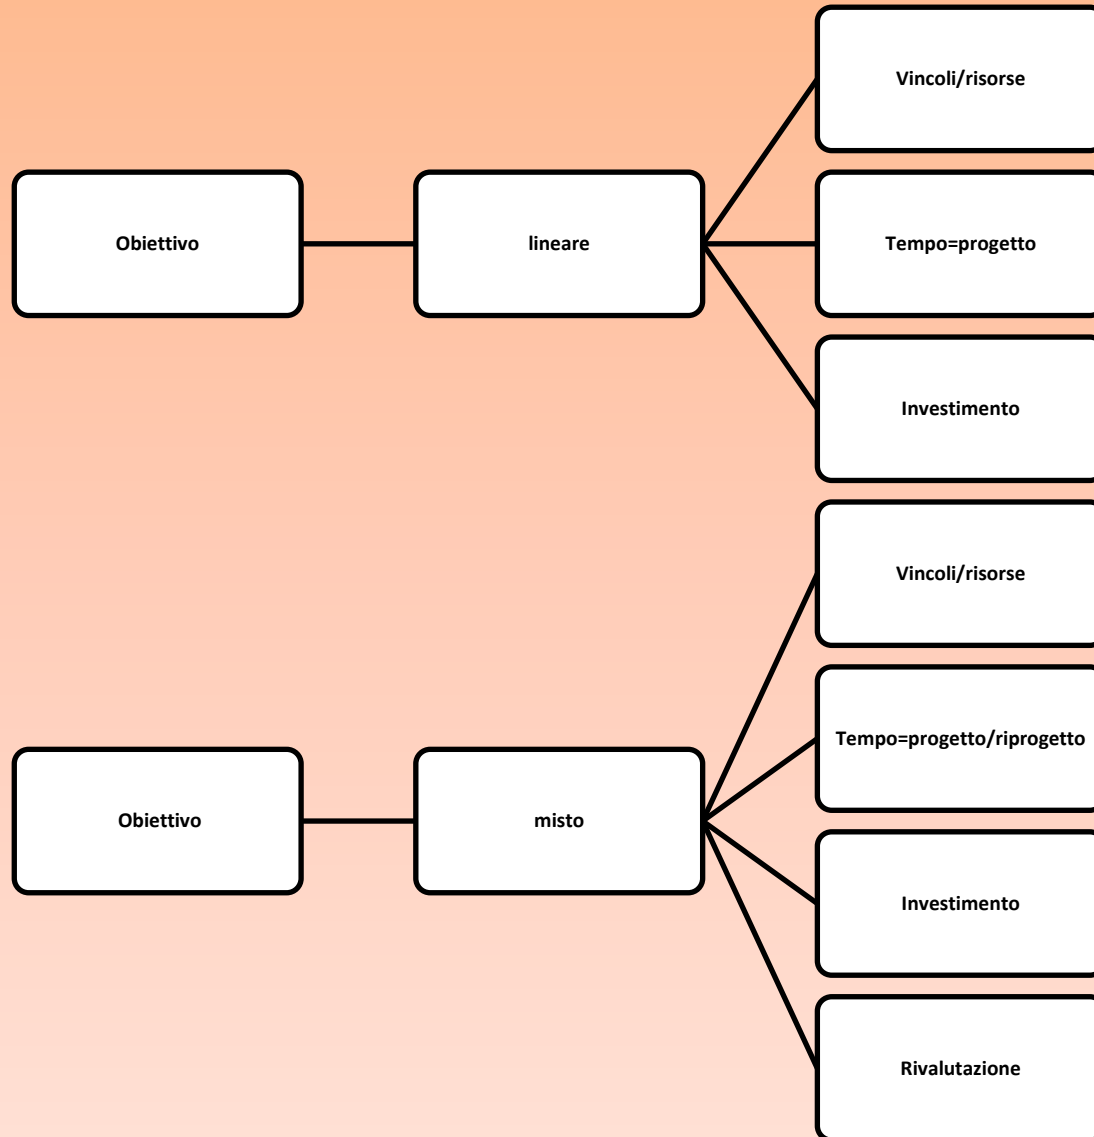 Obiettivo
lineare
Vincoli/risorse
Tempo=progetto
Investimento
Obiettivo
misto
Vincoli/risorse
Tempo=progetto/riprogetto
Investimento
Rivalutazione